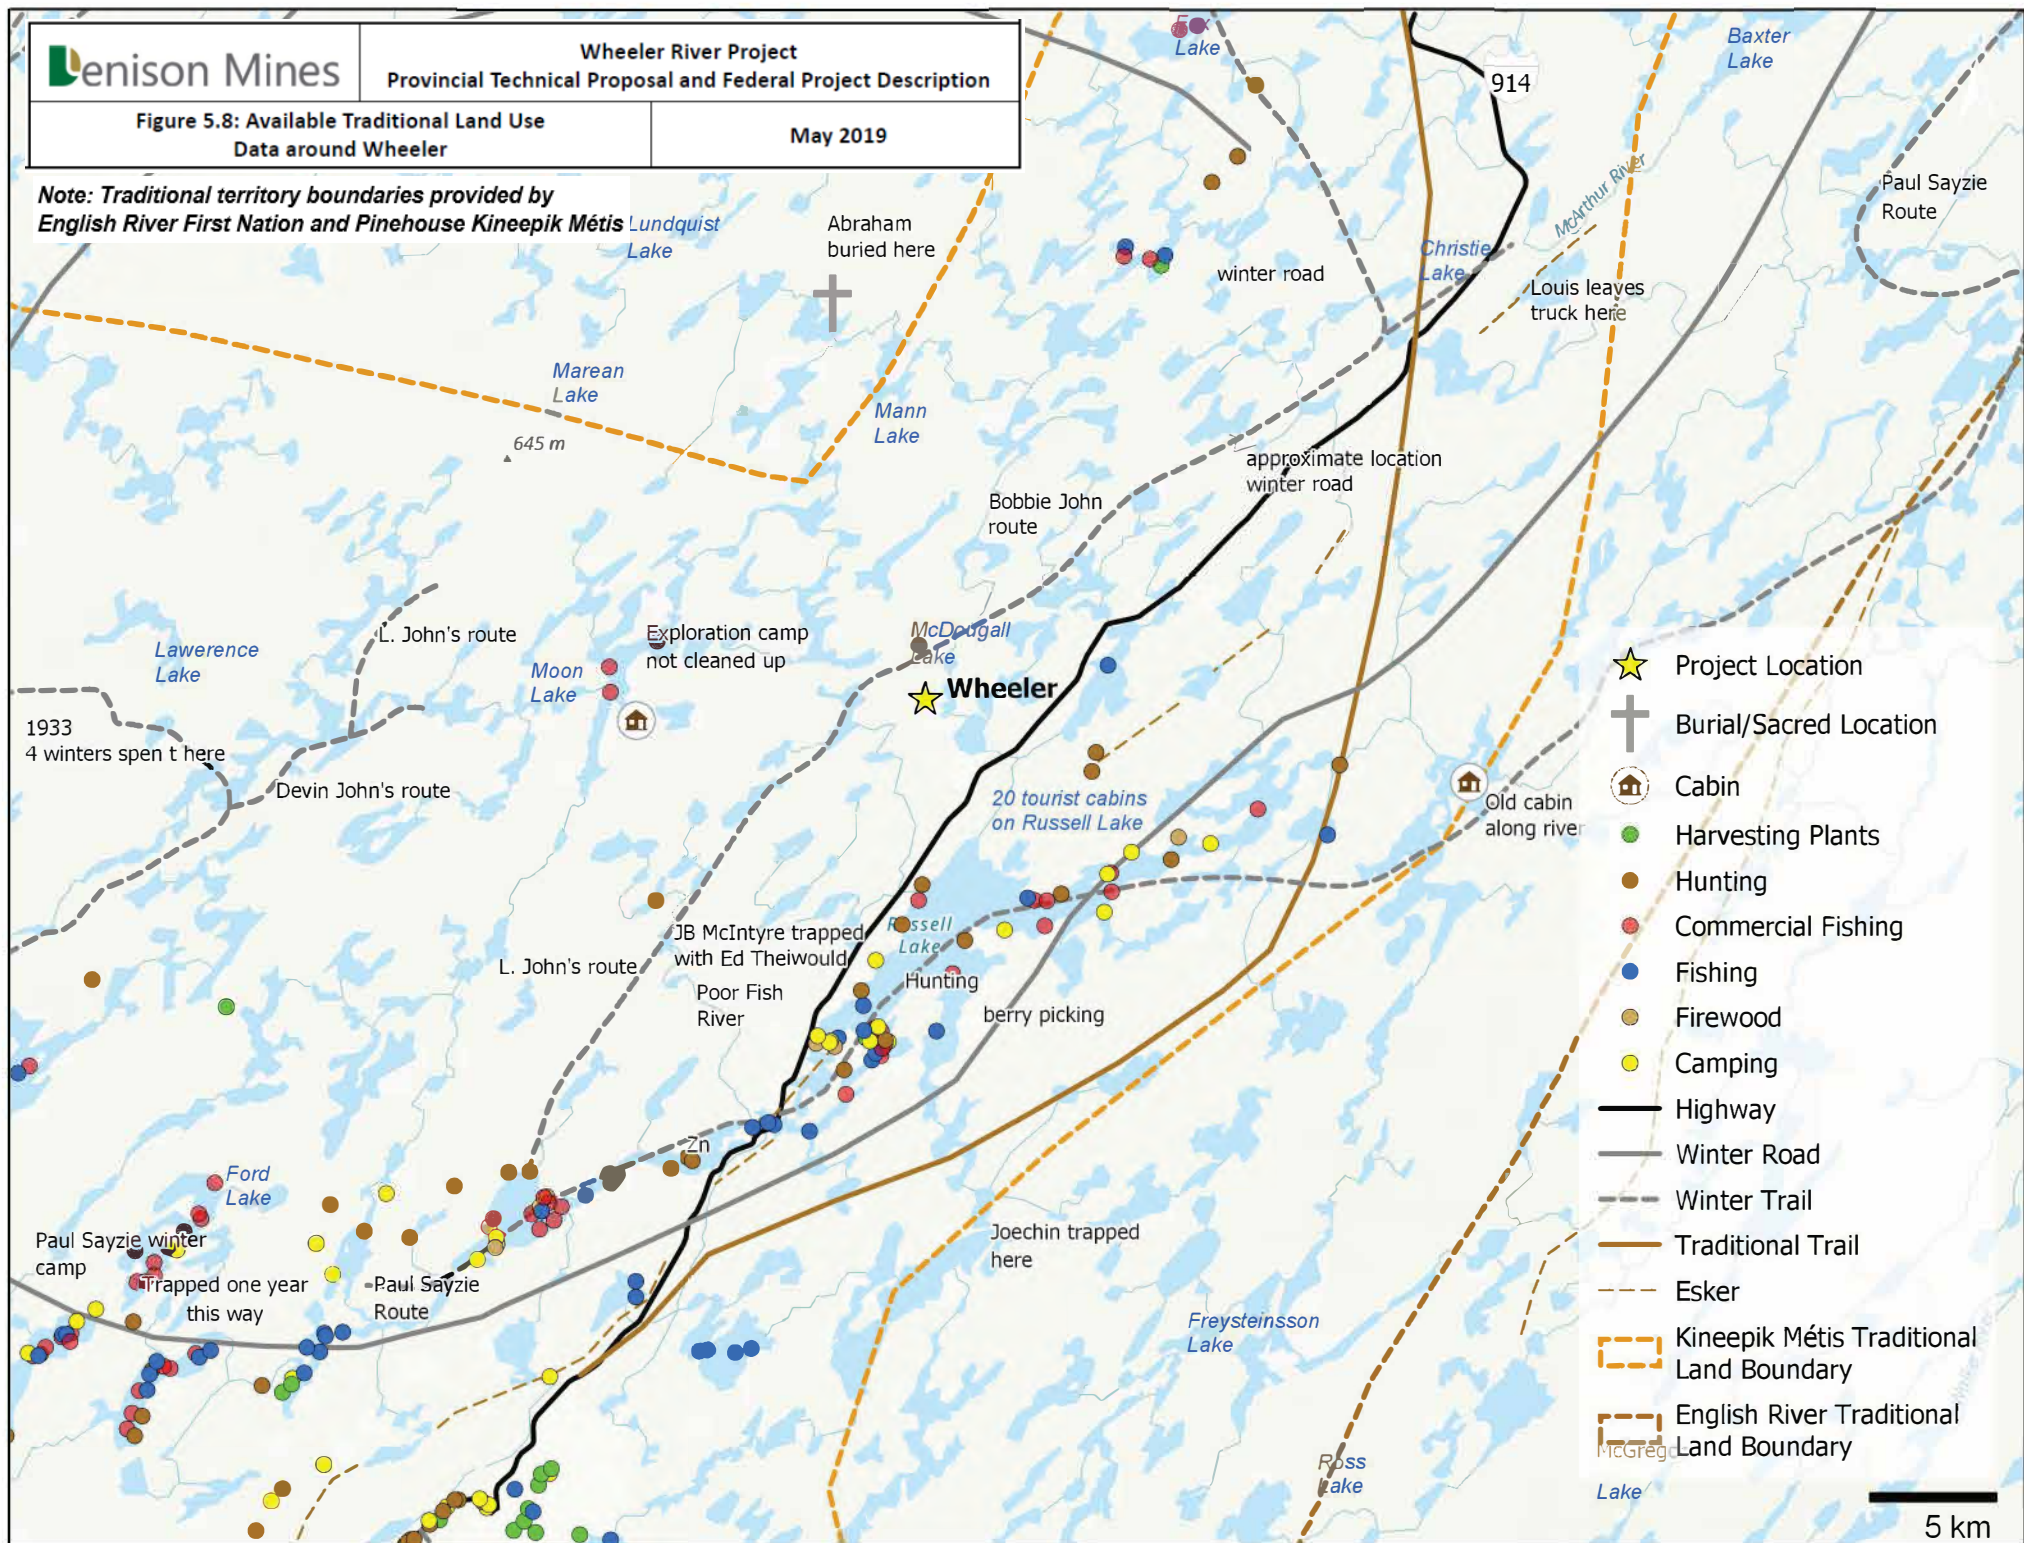 Denison Mines
Wheeler River Project
Provincial Technical Proposal and Federal Project Description
Figure 5.8: Available Traditional Land Use
Data around Wheeler
May 2019
Note: Traditional territory boundaries provided by
English River First Nation and Pinehouse Kineepik Métis
Fox
Lake
914
Baxter
Lake
McArthur River
Paul Sayzie
Route
Lundquist
Lake
Abraham
buried here
winter road
Christie
Lake
Louis leaves
truck here
Marean
Lake
645 m
Mann
Lake
approximate location
winter road
Bobbie John
route
L. John's route
Exploration camp
not cleaned up
McDougall
Lake
Lawerence
Lake
Moon
Lake
Wheeler
1933
4 winters spen t here
Devin John's route
20 tourist cabins
on Russell Lake
Old cabin
along river
JB McIntyre trapped
with Ed Theiwould
Russell
Lake
L. John's route
Hunting
Poor Fish
River
berry picking
Zn
Ford
Lake
Paul Sayzie winter
camp
Trapped one year
this way
Paul Sayzie
Route
Joechin trapped
here
Freysteinsson
Lake
Ross
Lake
Project Location
Burial/Sacred Location
Cabin
Harvesting Plants
Hunting
Commercial Fishing
Fishing
Firewood
Camping
Highway
Winter Road
Winter Trail
Traditional Trail
Esker
Kineepik Métis Traditional
Land Boundary
English River Traditional
Land Boundary
McGreg
Lake
5 km